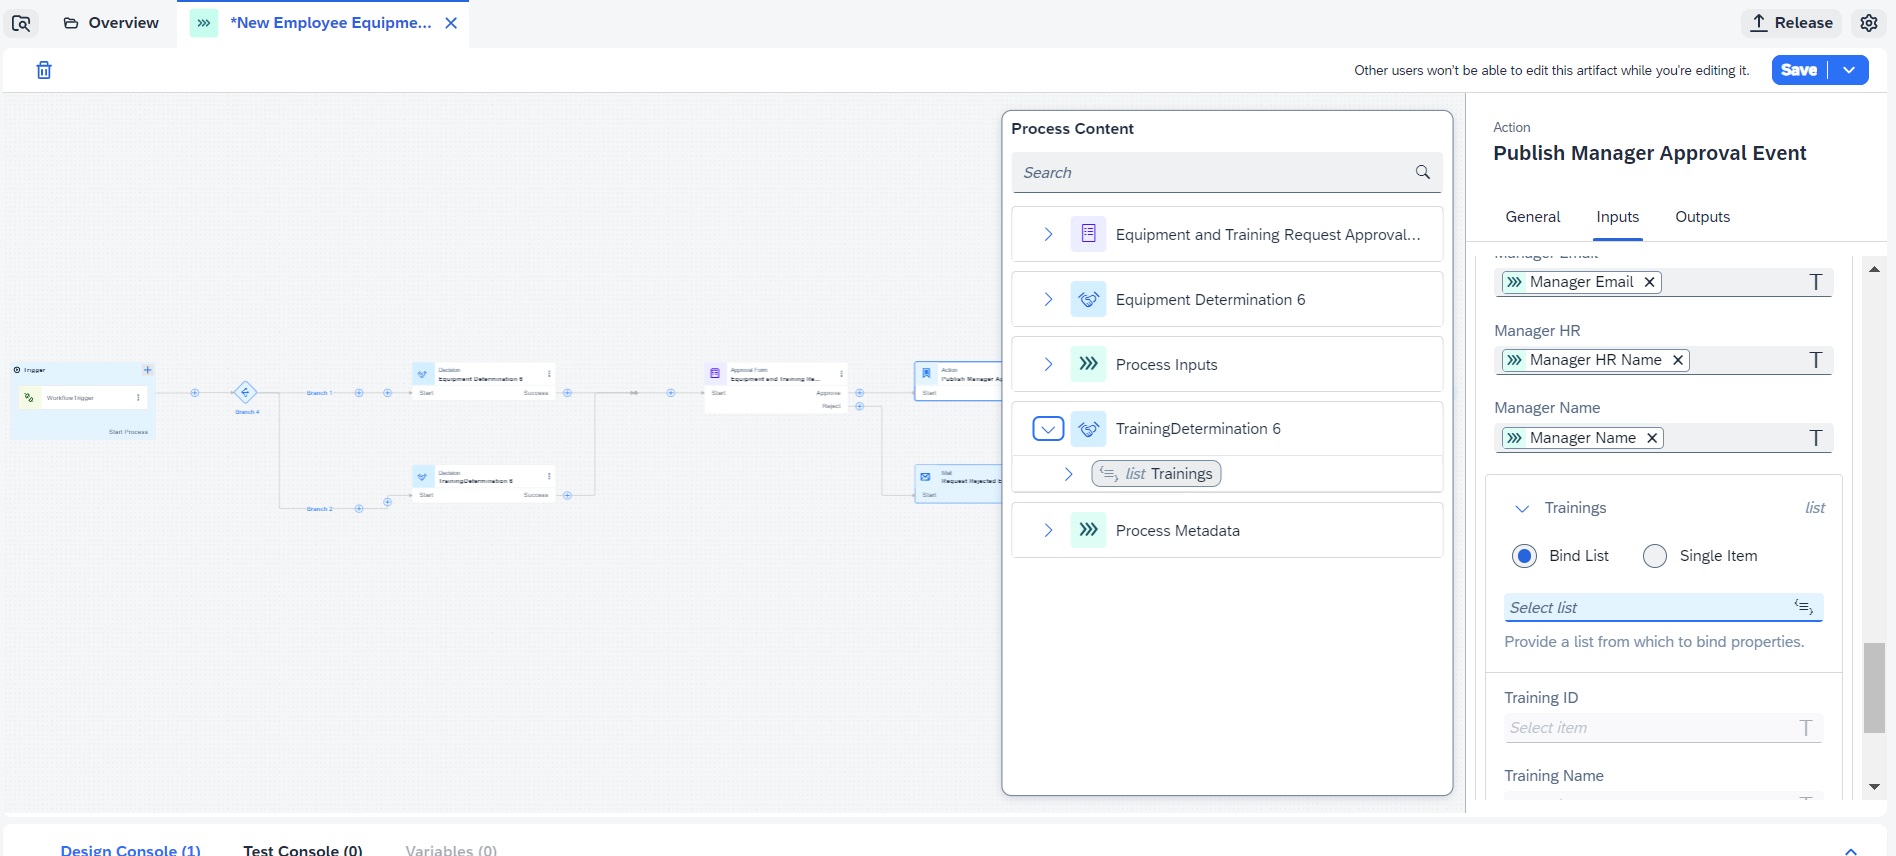 Overview
*New Employee Equipme...
Release
Other users won't be able to edit this artifact while you're editing it.
Save
Trigger
WorkflowTrigger
Start Process
Branch 4
Branch 1
Branch 2
Decision
Equipment Determination 6
Start
Success
Decision
TrainingDetermination 6
Start
Success
Approval Form
Equipment and Training Re...
Start
Approve
Reject
Action
Publish Manager Ap
Start
Mail
Request Rejected b
Start
Process Content
Search
Equipment and Training Request Approval...
Equipment Determination 6
Process Inputs
TrainingDetermination 6
list Trainings
Process Metadata
Action
Publish Manager Approval Event
General
Inputs
Outputs
Manager Email
Manager Email
Manager HR
Manager HR Name
Manager Name
Manager Name
Trainings
list
Bind List
Single Item
Select list
Provide a list from which to bind properties.
Training ID
Select item
Training Name
Design Console (1)
Test Console (0)
Variables (0)